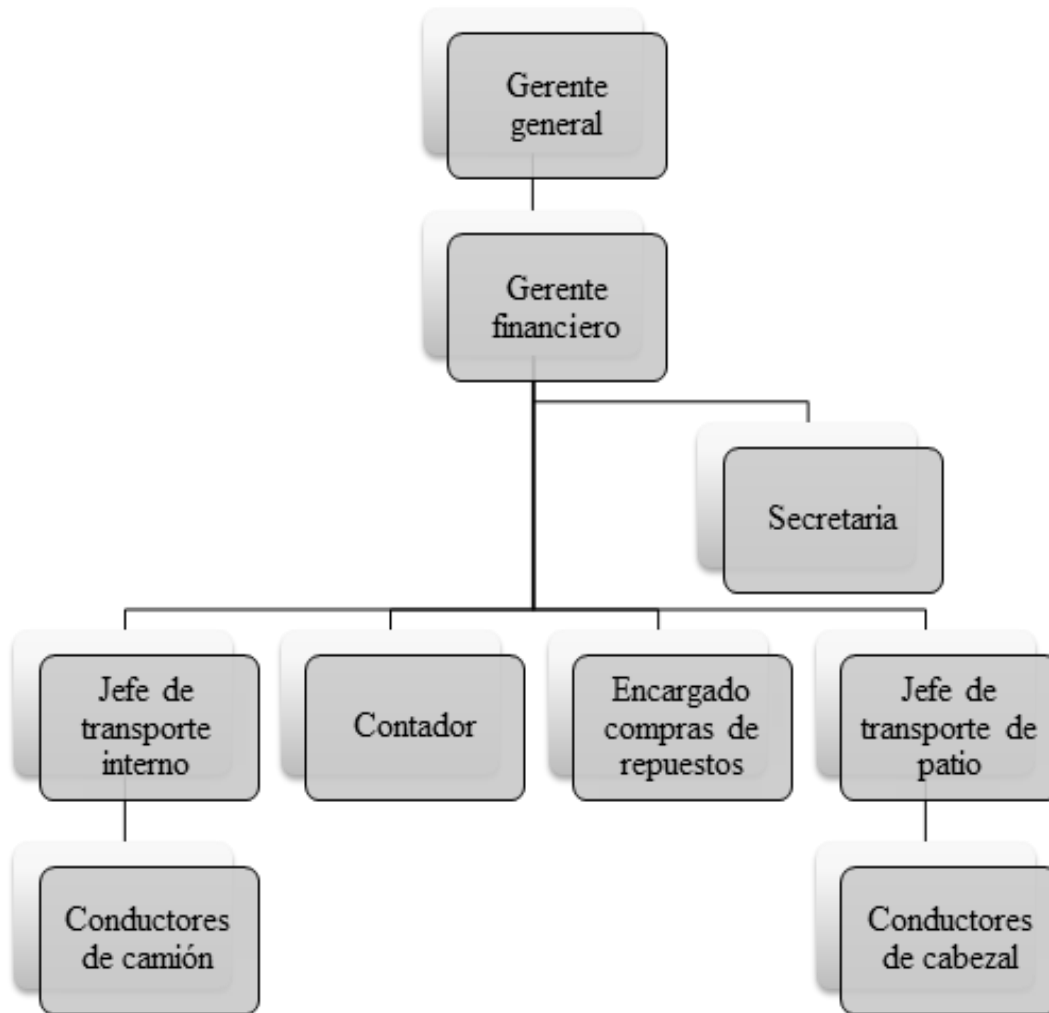 Gerente
general
Gerente
financiero
Secretaria
Jefe de
transporte
interno
Contador
Encargado
compras de
repuestos
Jefe de
transporte de
patio
Conductores
de camión
Conductores
de cabezal